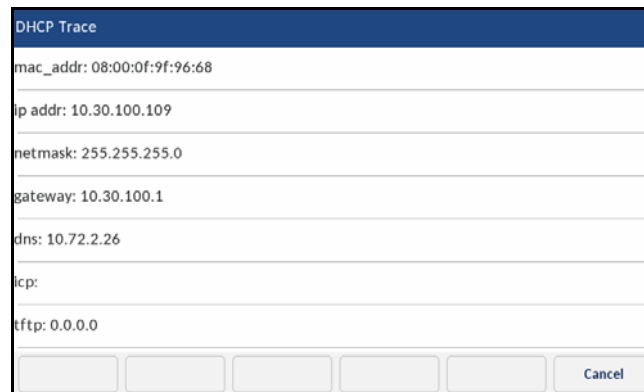 DHCP Trace
mac_addr: 08:00:0f:9f:96:68
ip addr: 10.30.100.109
netmask: 255.255.255.0
gateway: 10.30.100.1
dns: 10.72.2.26
icp:
tftp: 0.0.0.0
Cancel